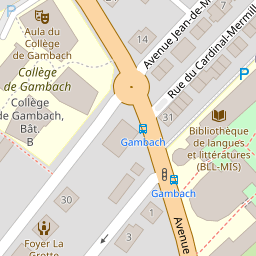 Aula du
Collège
de Gambach
Collège
de Gambach
Collège
de Gambach,
Bât.
B
Avenue Jean-de-M
Rue du Cardinal-Mermill
14
31
Gambach
Bibliothèque
de langues
et littératures
(BLL-MIS)
Gambach
30
Foyer La
Grotte
3
1
Avenue